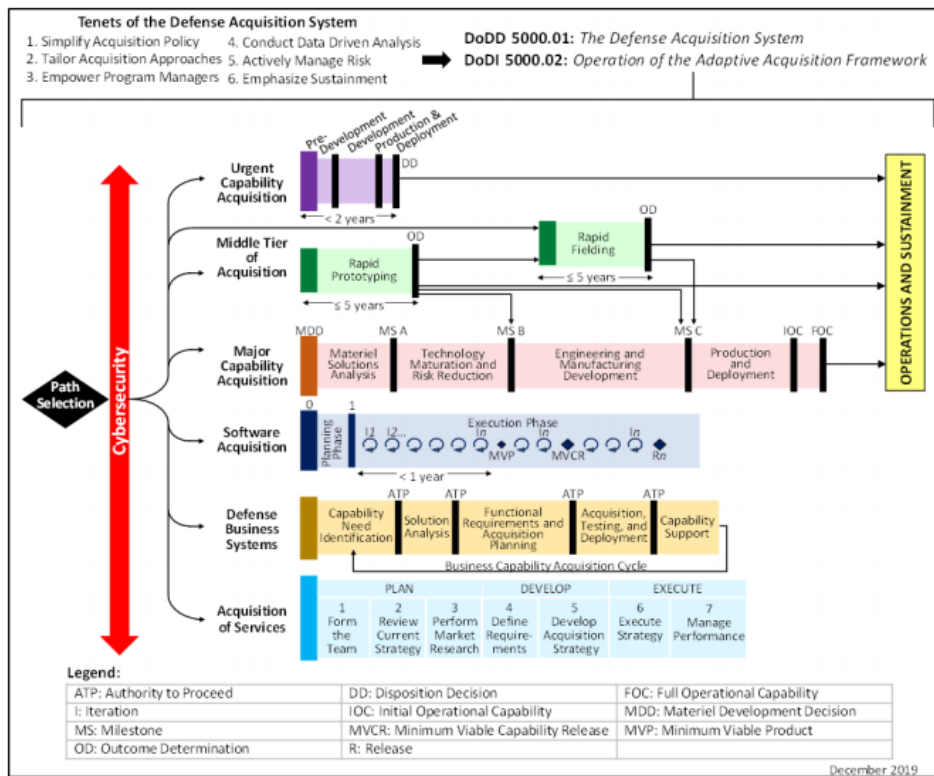 Tenets of the Defense Acquisition System
1. Simplify Acquisition Policy
2. Tailor Acquisition Approaches
3. Empower Program Managers
4. Conduct Data Driven Analysis
5. Actively Manage Risk
6. Emphasize Sustainment
DoDD 5000.01: The Defense Acquisition System
DoDI 5000.02: Operation of the Adaptive Acquisition Framework
Path
Selection
Cybersecurity
Urgent
Capability
Acquisition
Pre-
Development
Development
Production &
Deployment
DD
< 2 years
Middle Tier
of
Acquisition
Rapid
Prototyping
OD
≤ 5 years
Rapid
Fielding
OD
≤ 5 years
Major
Capability
Acquisition
MDD
MS A
MS B
MS C
IOC
FOC
Materiel
Solutions
Analysis
Technology
Maturation and
Risk Reduction
Engineering and
Manufacturing
Development
Production
and
Deployment
OPERATIONS AND SUSTAINMENT
Software
Acquisition
0
1
Planning
Phase
Execution Phase
I1
I2...
In
In
In
MVP
MVCR
Rn
< 1 year
Defense
Business
Systems
ATP
ATP
ATP
ATP
Capability
Need
Identification
Solution
Analysis
Functional
Requirements and
Acquisition
Planning
Acquisition,
Testing, and
Deployment
Capability
Support
Business Capability Acquisition Cycle
Acquisition
of Services
PLAN
DEVELOP
EXECUTE
1
Form
the
Team
2
Review
Current
Strategy
3
Perform
Market
Research
4
Define
Require-
ments
5
Develop
Acquisition
Strategy
6
Execute
Strategy
7
Manage
Performance
Legend:
ATP: Authority to Proceed
DD: Disposition Decision
FOC: Full Operational Capability
I: Iteration
IOC: Initial Operational Capability
MDD: Materiel Development Decision
MS: Milestone
MVCR: Minimum Viable Capability Release
MVP: Minimum Viable Product
OD: Outcome Determination
R: Release
December 2019